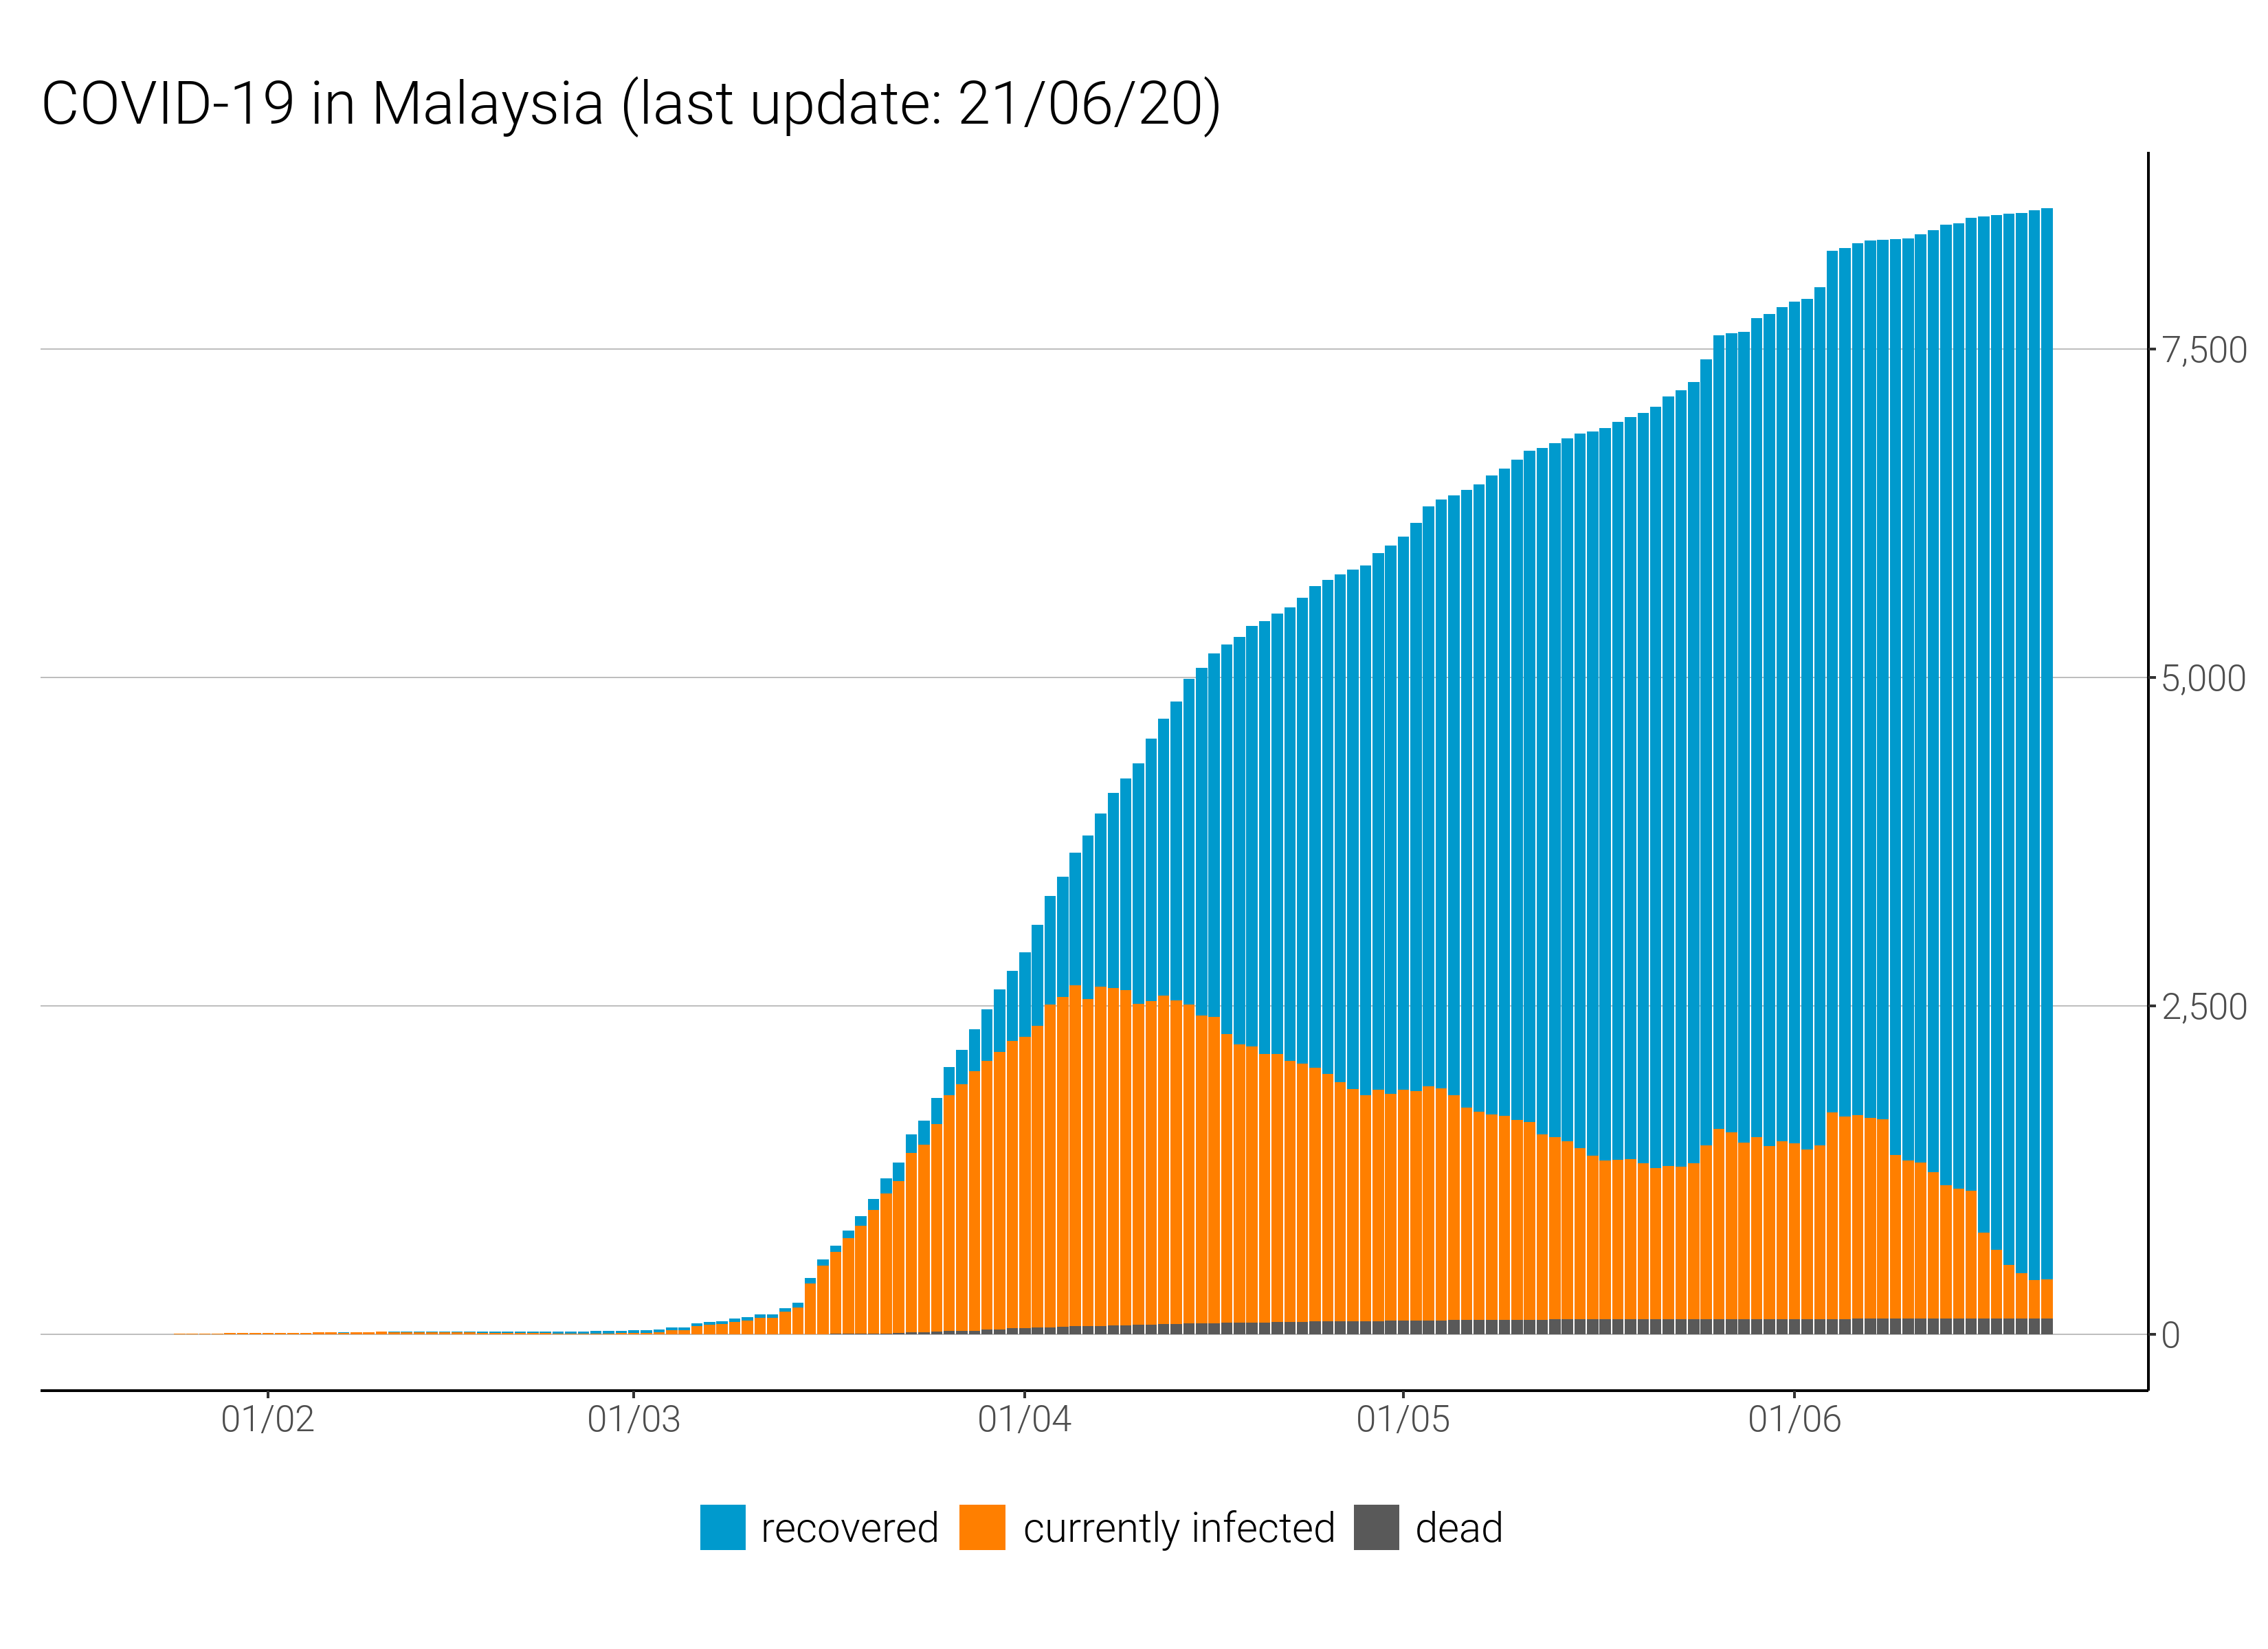 COVID-19 in Malaysia (last update: 21/06/20)
7,500
5,000
2,500
0
01/02 01/03 01/04 01/05 01/06
recovered currently infected dead